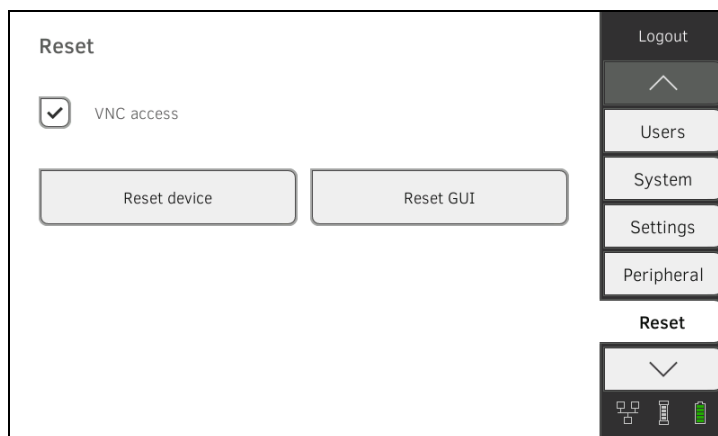 Reset
VNC access
Reset device
Reset GUI
Logout
Users
System
Settings
Peripheral
Reset